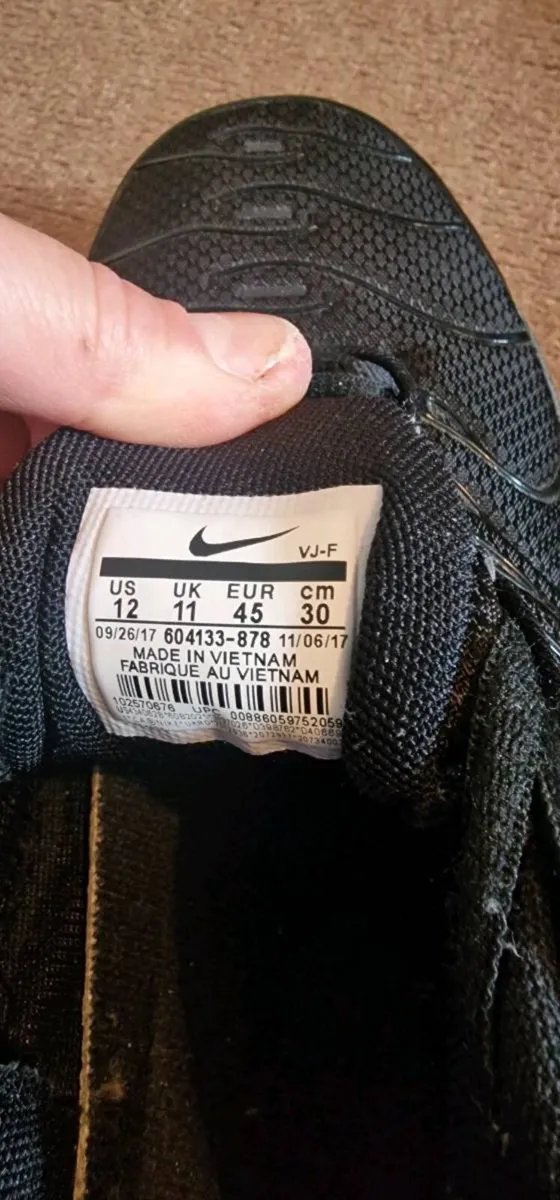 VJ-F
US UK EUR cm
12 11 45 30
09/26/17 604133-878 11/06/17
MADE IN VIETNAM
FABRIQUE AU VIETNAM
102570676 UPC 00886059752059